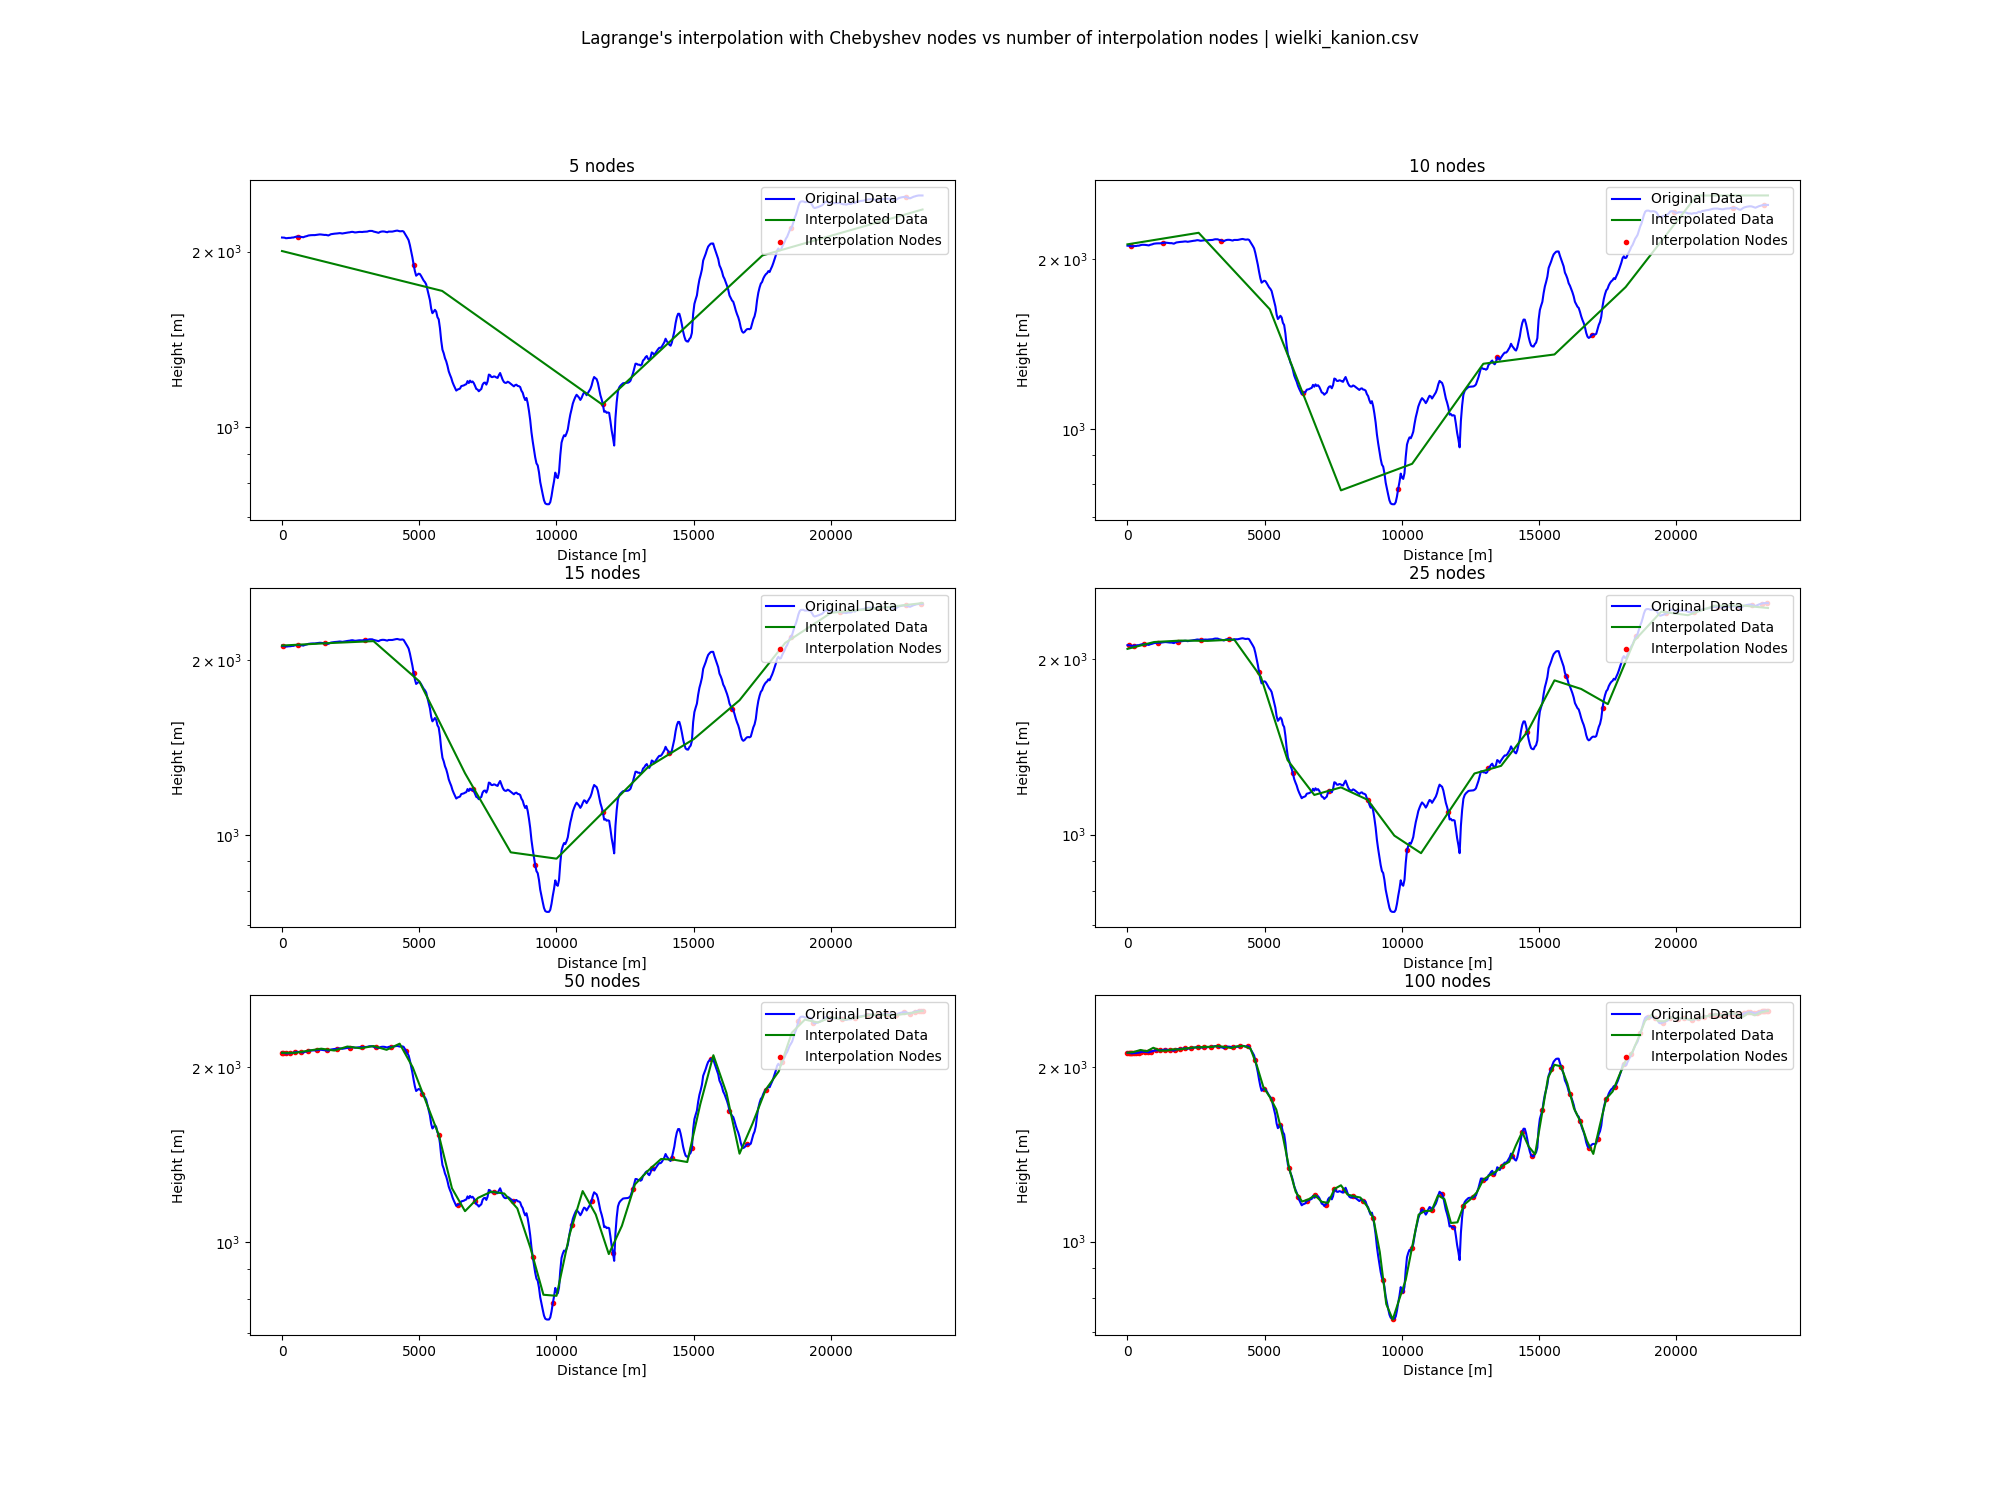 Lagrange's interpolation with Chebyshev nodes vs number of interpolation nodes | wielki_kanion.csv
5 nodes
Original Data
Interpolated Data
Interpolation Nodes
2 × 10³
10³
Height [m]
0 5000 10000 15000 20000
Distance [m]
10 nodes
Original Data
Interpolated Data
Interpolation Nodes
2 × 10³
10³
Height [m]
0 5000 10000 15000 20000
Distance [m]
15 nodes
Original Data
Interpolated Data
Interpolation Nodes
2 × 10³
10³
Height [m]
0 5000 10000 15000 20000
Distance [m]
25 nodes
Original Data
Interpolated Data
Interpolation Nodes
2 × 10³
10³
Height [m]
0 5000 10000 15000 20000
Distance [m]
50 nodes
Original Data
Interpolated Data
Interpolation Nodes
2 × 10³
10³
Height [m]
0 5000 10000 15000 20000
Distance [m]
100 nodes
Original Data
Interpolated Data
Interpolation Nodes
2 × 10³
10³
Height [m]
0 5000 10000 15000 20000
Distance [m]